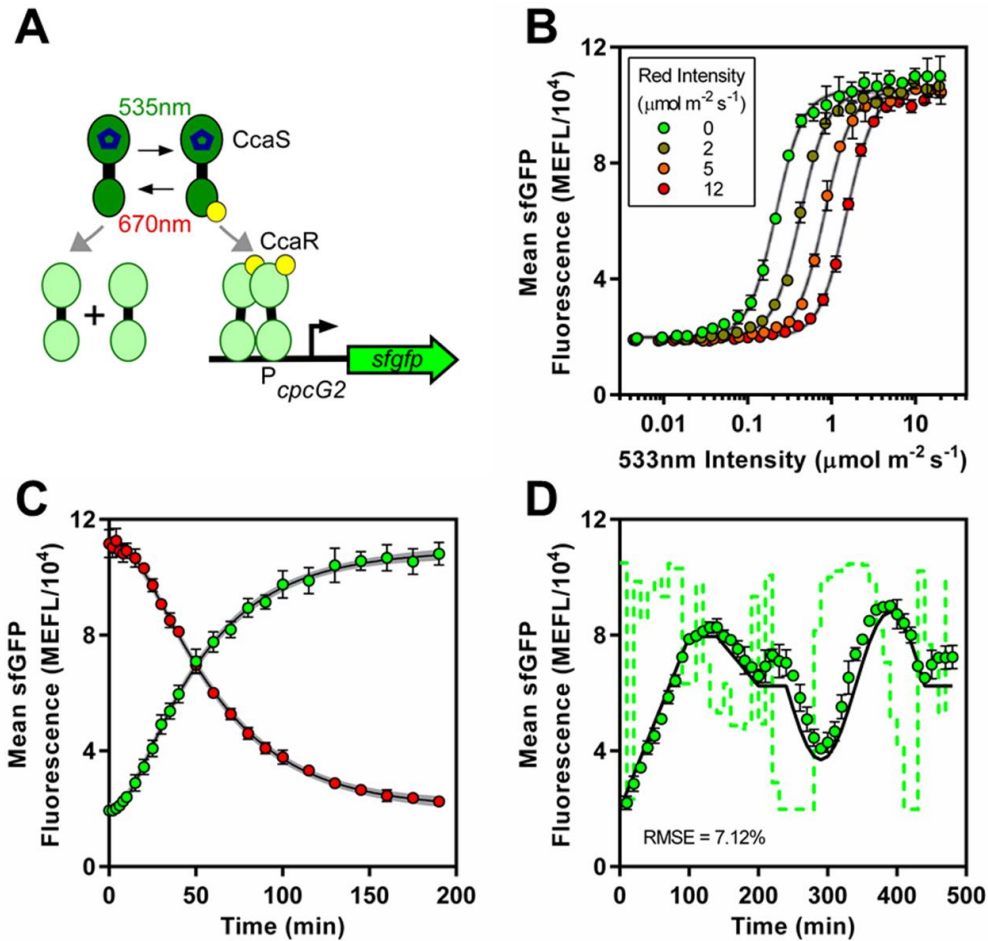 A
535nm
CcaS
670nm
CcaR
+
P
cpcG2
sfgfp
B
Mean sfGFP
Fluorescence (MEFL/10⁴)
12
8
4
0
Red Intensity
(μmol m⁻² s⁻¹)
0
2
5
12
0.01 0.1 1 10
533nm Intensity (μmol m⁻² s⁻¹)
C
Mean sfGFP
Fluorescence (MEFL/10⁴)
12
8
4
0
0 50 100 150 200
Time (min)
D
Mean sfGFP
Fluorescence (MEFL/10⁴)
12
8
4
0
RMSE = 7.12%
0 100 200 300 400 500
Time (min)